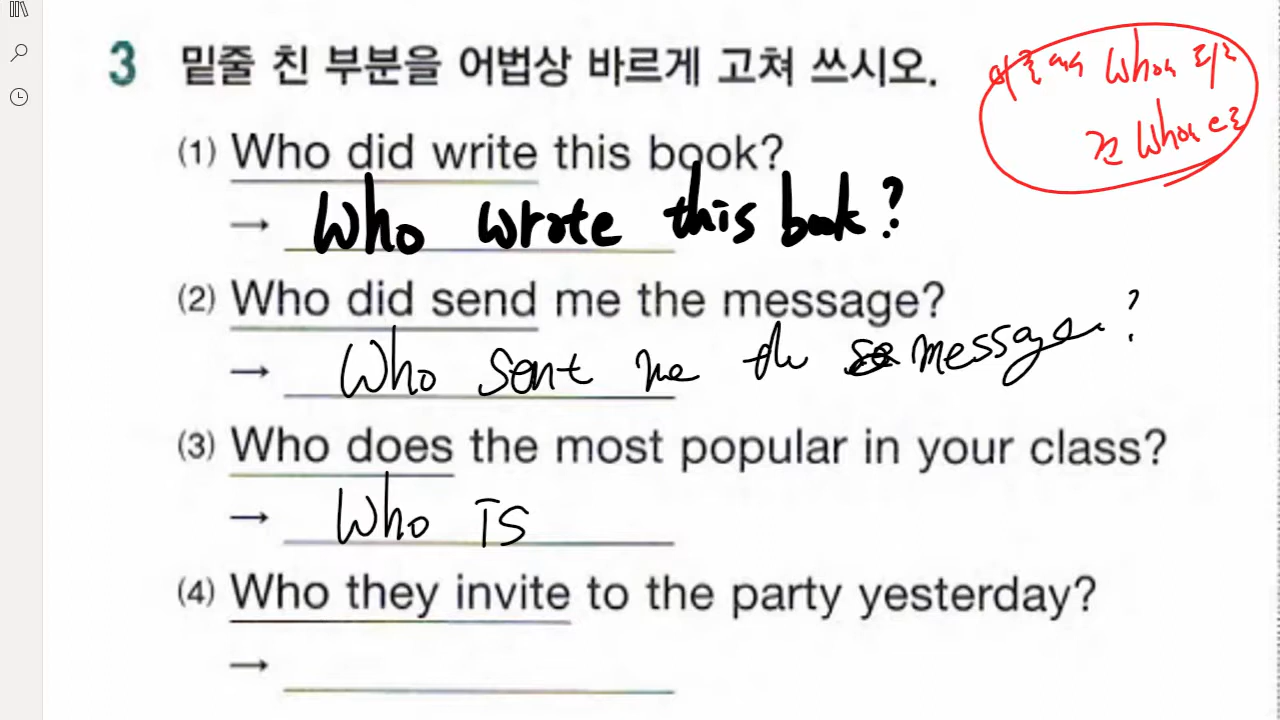 3 밑줄 친 부분을 어법상 바르게 고쳐 쓰시오.
(1) Who did write this book?
→ Who wrote this book?
(2) Who did send me the message?
→ Who sent me the message?
(3) Who does the most popular in your class?
→ Who is
(4) Who they invite to the party yesterday?
→